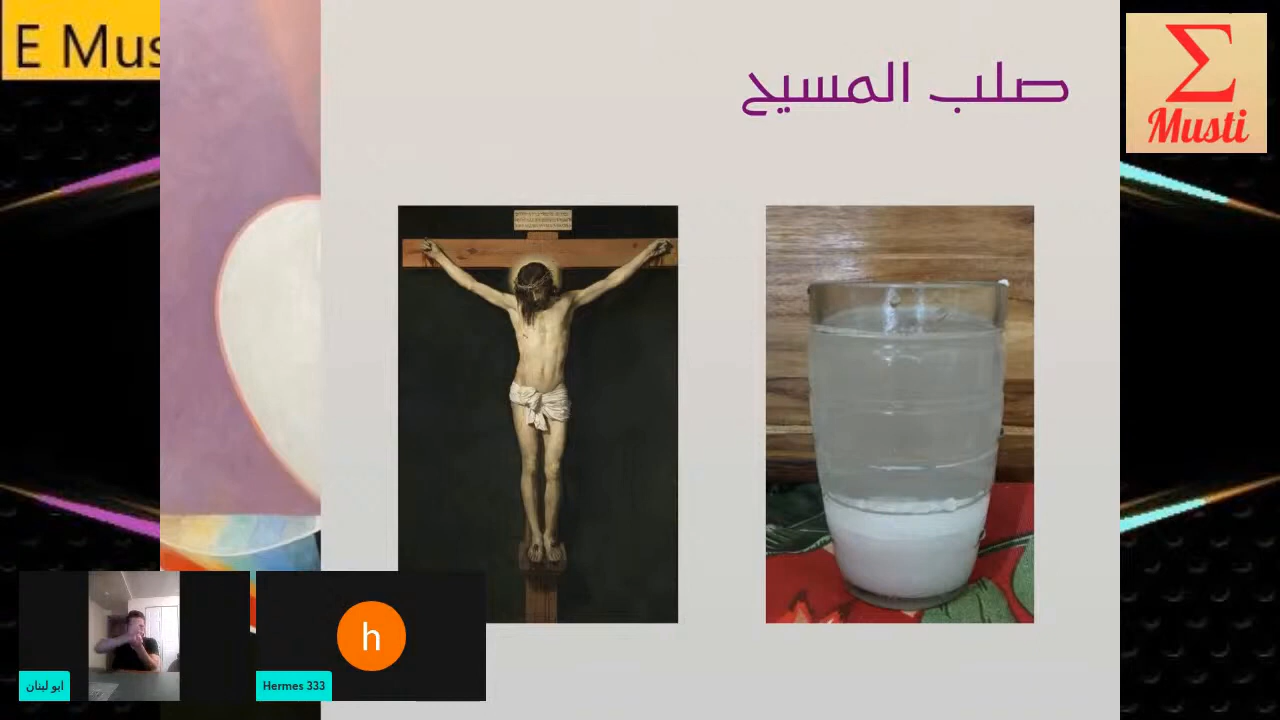 E Mus
صلب المسيح
Σ
Musti
ابو لبنان
h
Hermes 333